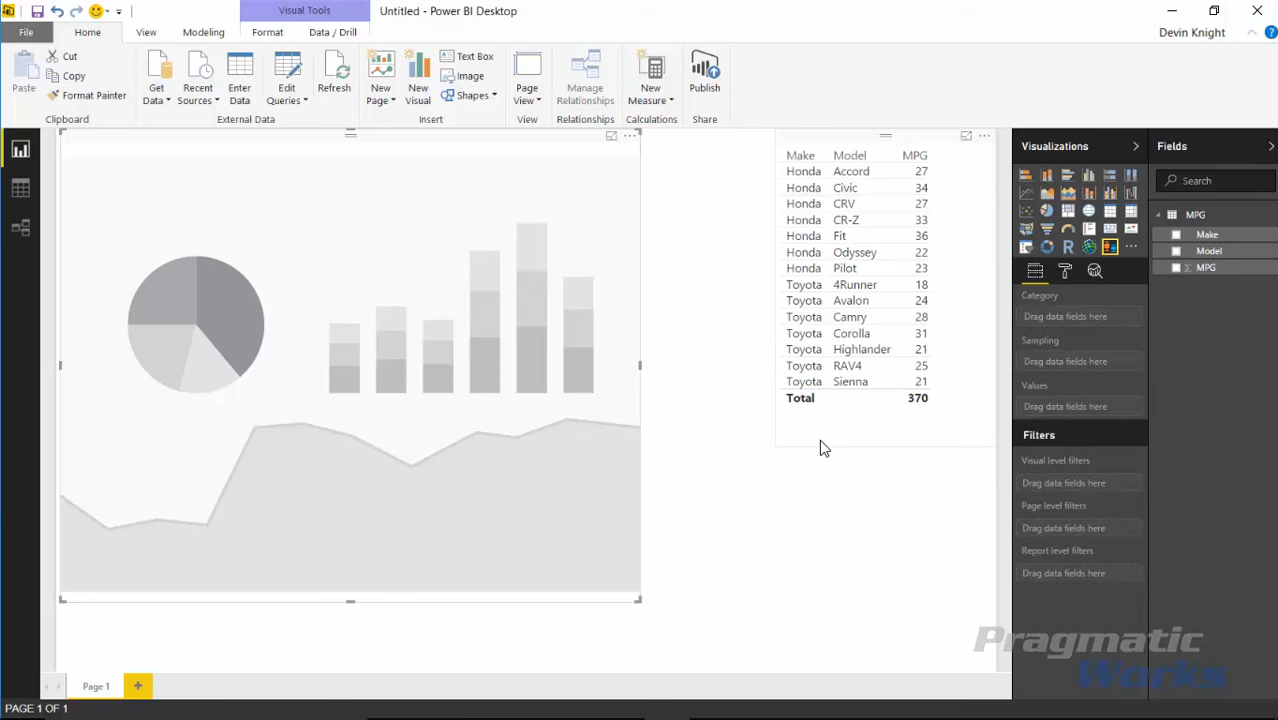 Visual Tools
Untitled - Power BI Desktop
File
Home
View
Modeling
Format
Data / Drill
Devin Knight
Paste
Cut
Copy
Format Painter
Clipboard
Get Data
Recent Sources
Enter Data
Edit Queries
Refresh
External Data
New Page
New Visual
Text Box
Image
Shapes
Insert
Page View
View
Manage Relationships
Relationships
New Measure
Calculations
Publish
Make Model MPG
Honda Accord 27
Honda Civic 34
Honda CRV 27
Honda CR-Z 33
Honda Fit 36
Honda Odyssey 22
Honda Pilot 23
Toyota 4Runner 18
Toyota Avalon 24
Toyota Camry 28
Toyota Corolla 31
Toyota Highlander 21
Toyota RAV4 25
Toyota Sienna 21
Total 370
Visualizations
R
Category
Drag data fields here
Sampling
Drag data fields here
Values
Drag data fields here
Filters
Visual level filters
Drag data fields here
Page level filters
Drag data fields here
Report level filters
Drag data fields here
Fields
Search
MPG
Make
Model
Σ MPG
Pragmatic
Works
Page 1
PAGE 1 OF 1